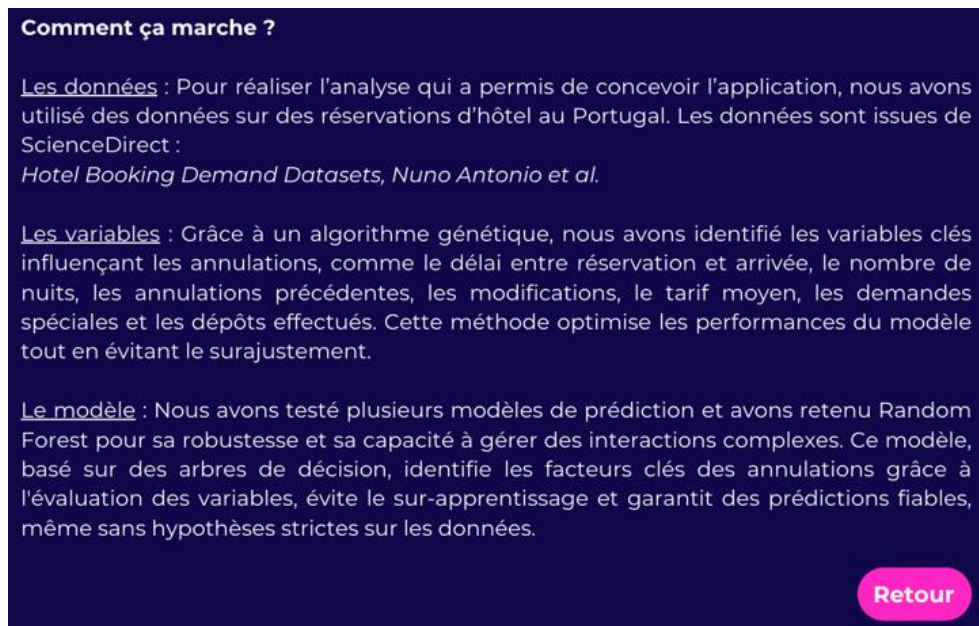 Comment ça marche ?
Les données : Pour réaliser l’analyse qui a permis de concevoir l’application, nous avons
utilisé des données sur des réservations d’hôtel au Portugal. Les données sont issues de
ScienceDirect :
Hotel Booking Demand Datasets, Nuno Antonio et al.
Les variables : Grâce à un algorithme génétique, nous avons identifié les variables clés
influençant les annulations, comme le délai entre réservation et arrivée, le nombre de
nuits, les annulations précédentes, les modifications, le tarif moyen, les demandes
spéciales et les dépôts effectués. Cette méthode optimise les performances du modèle
tout en évitant le surajustement.
Le modèle : Nous avons testé plusieurs modèles de prédiction et avons retenu Random
Forest pour sa robustesse et sa capacité à gérer des interactions complexes. Ce modèle,
basé sur des arbres de décision, identifie les facteurs clés des annulations grâce à
l'évaluation des variables, évite le sur-apprentissage et garantit des prédictions fiables,
même sans hypothèses strictes sur les données.
Retour